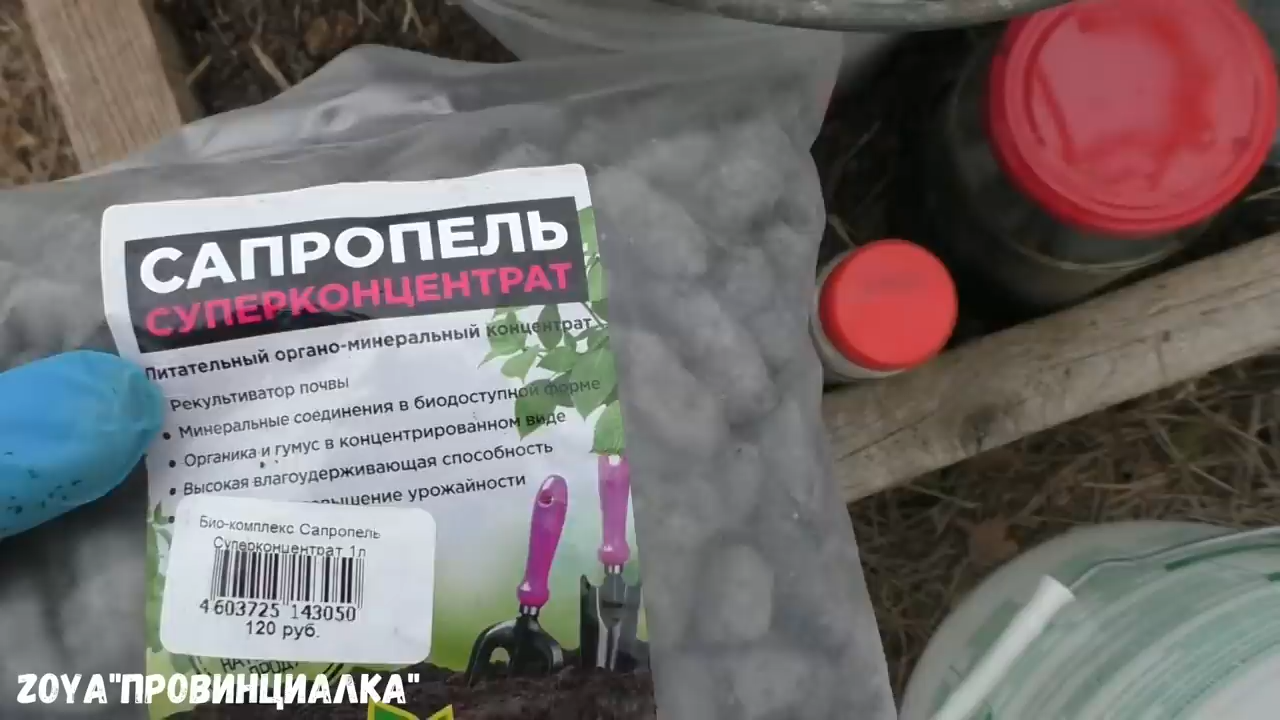 САПРОПЕЛЬ
СУПЕРКОНЦЕНТРАТ
Питательный органо-минеральный концентрат
Рекультиватор почвы
• Минеральные соединения в биодоступной форме
• Органика и гумус в концентрированном виде
• Высокая влагоудерживающая способность
• урожайности
Био-комплекс Сапропель
Суперконцентрат 1л
4 603725 143050
120 руб.
ZOYA"ПРОВИНЦИАЛКА"